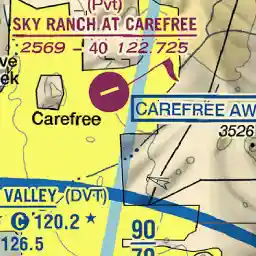 (Pvt)
SKY RANCH AT CAREFREE
2569 - 40 122.725
CAREFREE AW
3526
Carefree
VALLEY (DVT)
C 120.2 *
126.5
90